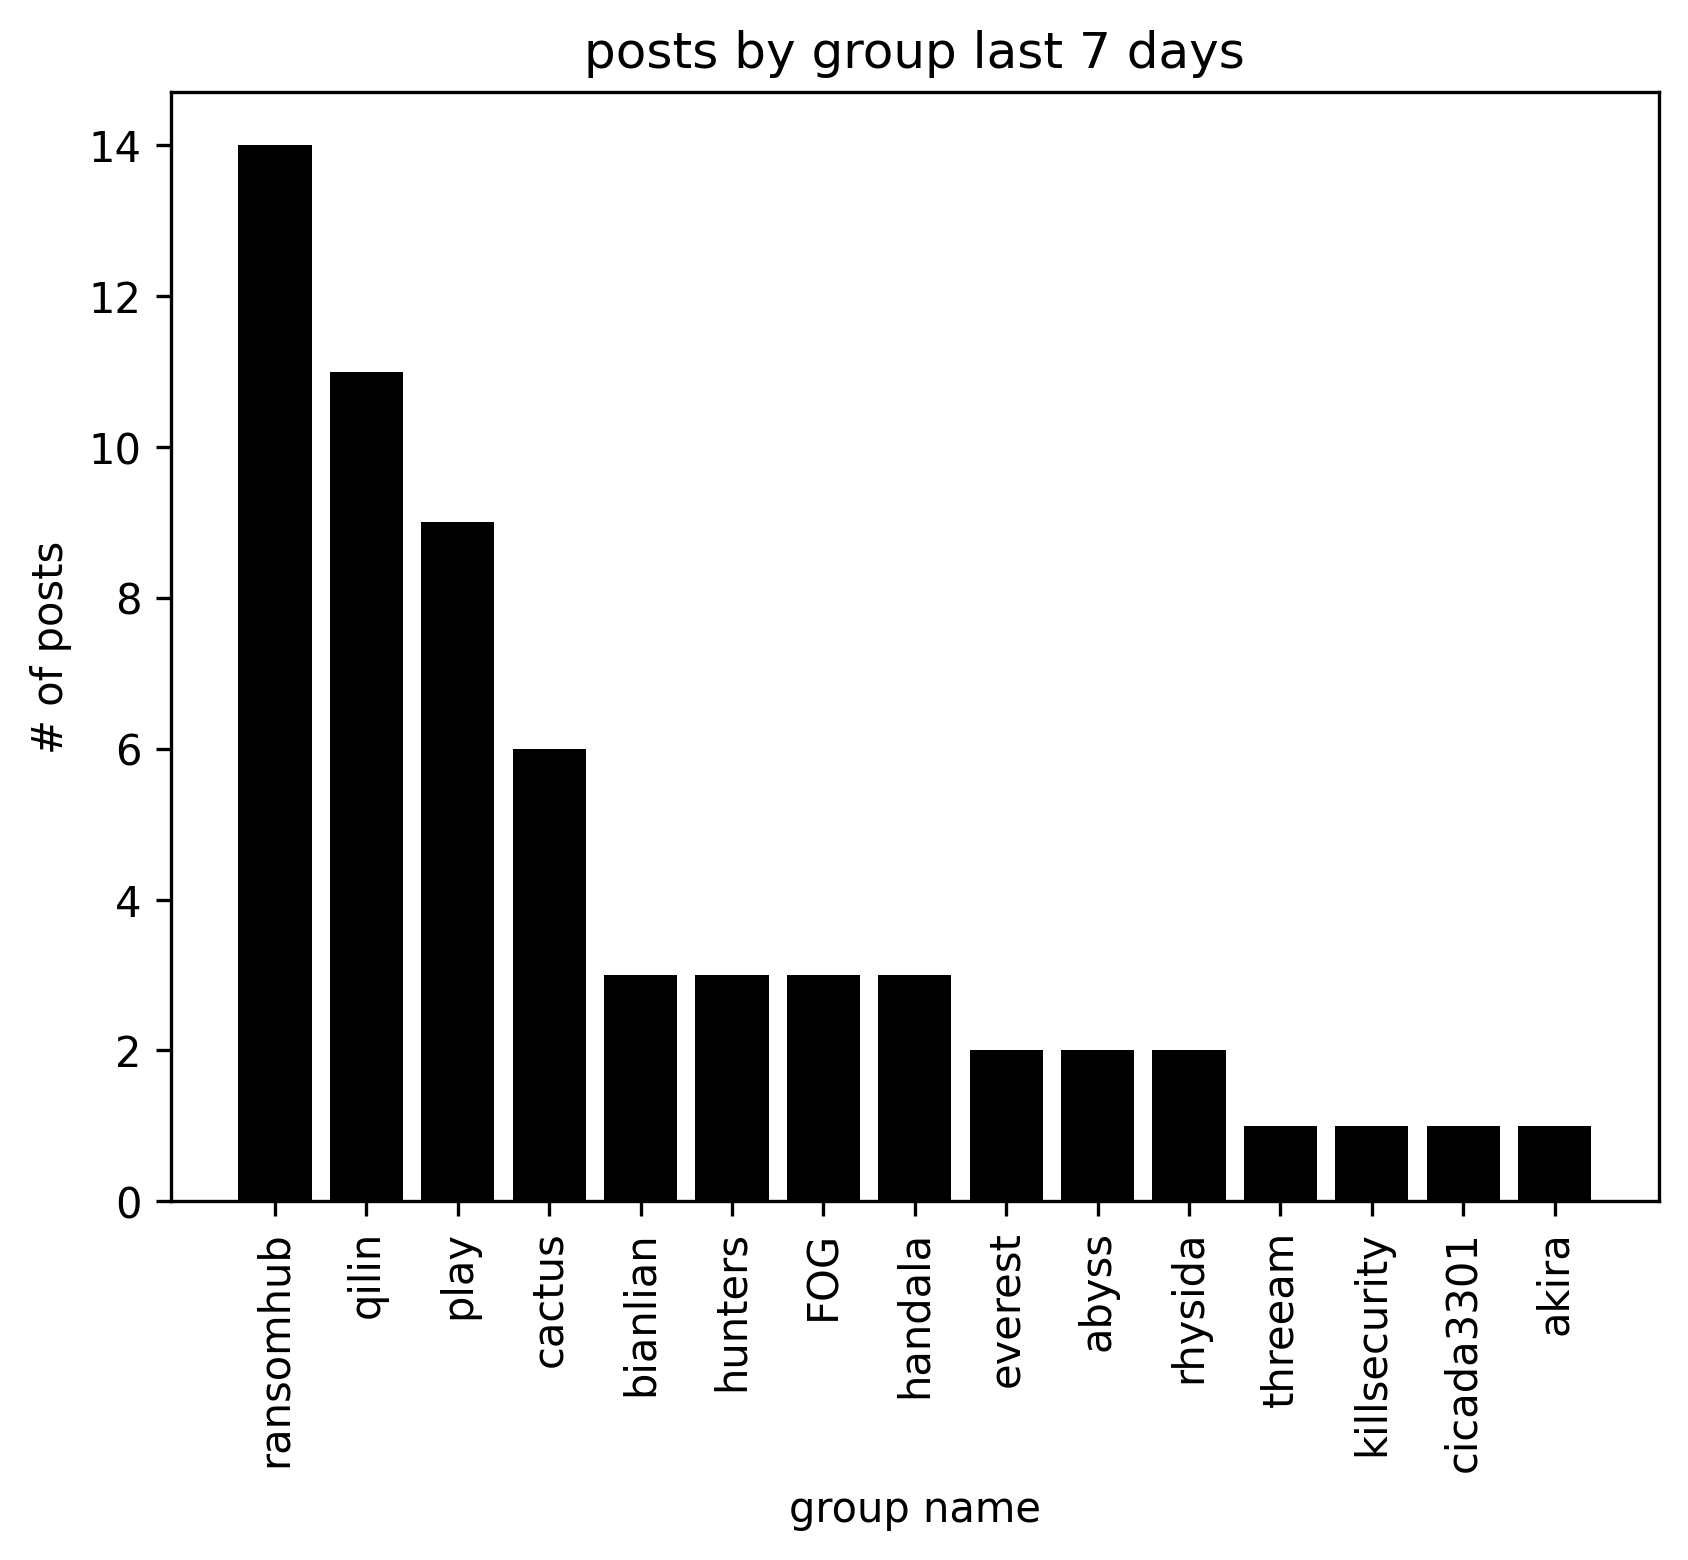 posts by group last 7 days
14
12
10
8
6
4
2
0
# of posts
ransomhub
qilin
play
cactus
bianlian
hunters
FOG
handala
everest
abyss
rhysida
threeam
killsecurity
cicada3301
akira
group name